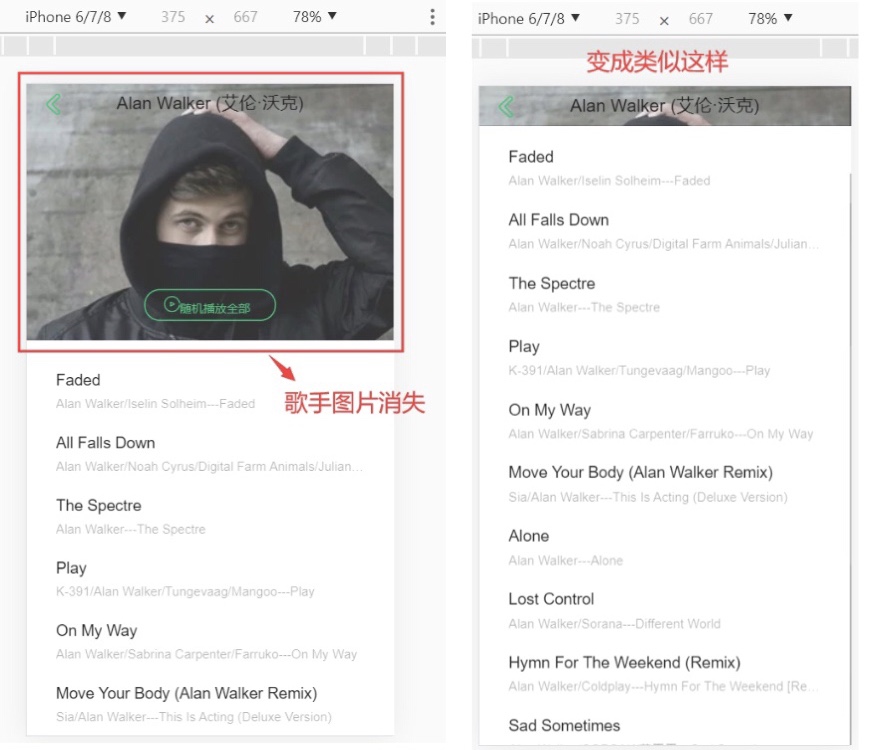 iPhone 6/7/8 ▼ 375 × 667 78% ▼
Alan Walker (艾伦·沃克)
随机播放全部
歌手图片消失
Faded
Alan Walker/Iselin Solheim---Faded
All Falls Down
Alan Walker/Noah Cyrus/Digital Farm Animals/Julian...
The Spectre
Alan Walker---The Spectre
Play
K-391/Alan Walker/Tungevaag/Mangoo---Play
On My Way
Alan Walker/Sabrina Carpenter/Farruko---On My Way
Move Your Body (Alan Walker Remix)
Sia/Alan Walker---This Is Acting (Deluxe Version)
iPhone 6/7/8 ▼ 375 × 667 78% ▼
变成类似这样
Alan Walker (艾伦·沃克)
Faded
Alan Walker/Iselin Solheim---Faded
All Falls Down
Alan Walker/Noah Cyrus/Digital Farm Animals/Julian...
The Spectre
Alan Walker---The Spectre
Play
K-391/Alan Walker/Tungevaag/Mangoo---Play
On My Way
Alan Walker/Sabrina Carpenter/Farruko---On My Way
Move Your Body (Alan Walker Remix)
Sia/Alan Walker---This Is Acting (Deluxe Version)
Alone
Alan Walker---Alone
Lost Control
Alan Walker/Sorana---Different World
Hymn For The Weekend (Remix)
Alan Walker/Coldplay---Hymn For The Weekend [Re...
Sad Sometimes